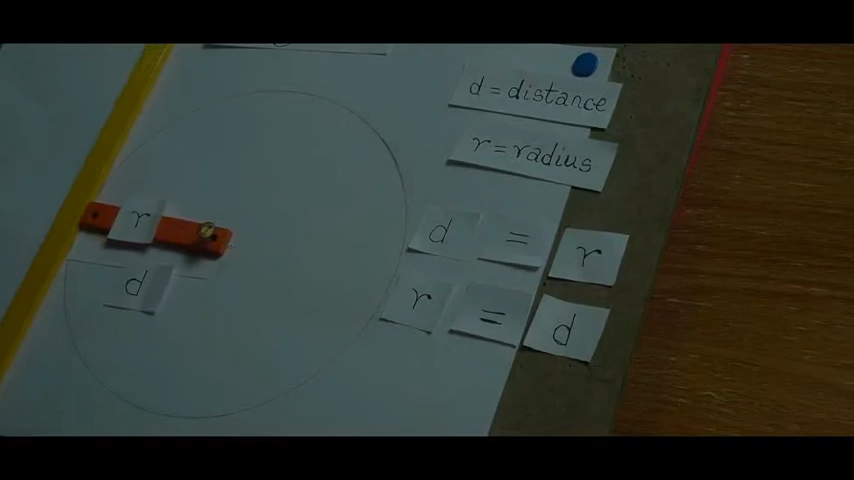 d = distance
r = radius
r
d = r
d
r = d